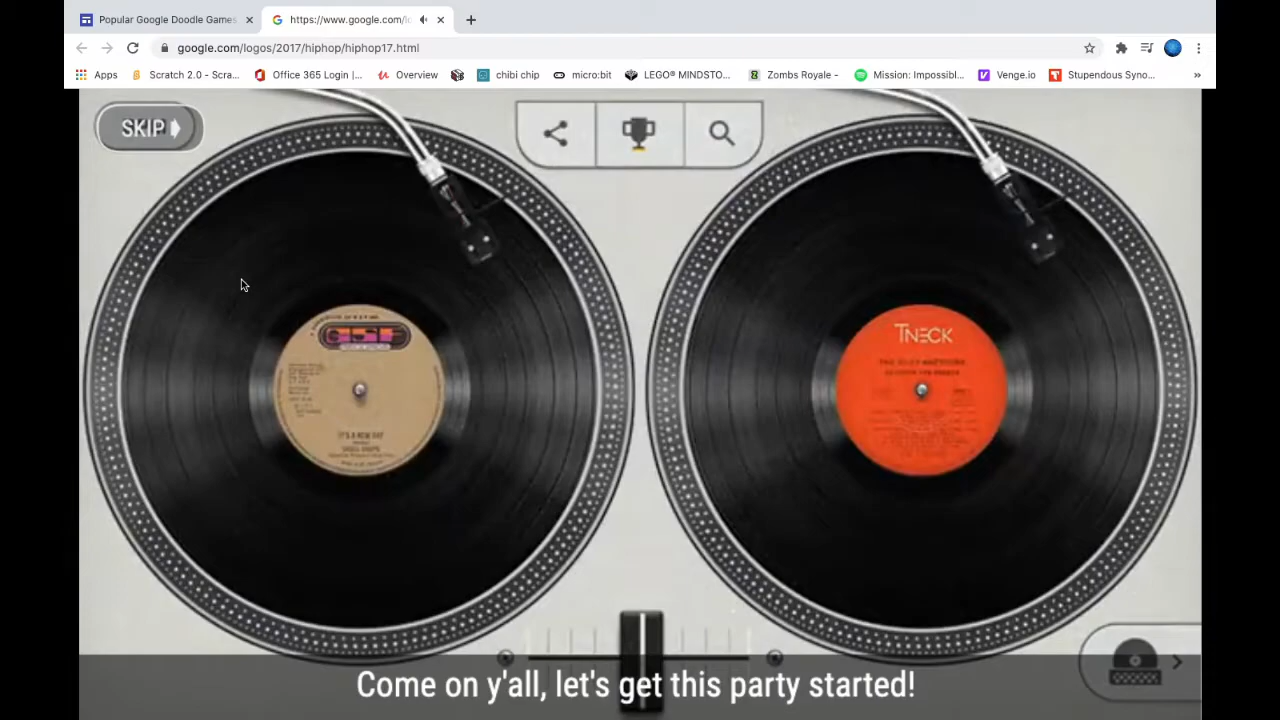 Popular Google Doodle Games
https://www.google.com/lo
google.com/logos/2017/hiphop/hiphop17.html
Apps
Scratch 2.0 - Scra...
Office 365 Login |...
Overview
chibi chip
micro:bit
LEGO® MINDSTO...
Zombs Royale -
Mission: Impossibl...
Venge.io
Stupendous Syno...
»
SKIP
GSF
IT'S A NEW DAY
TNECK
Come on y'all, let's get this party started!